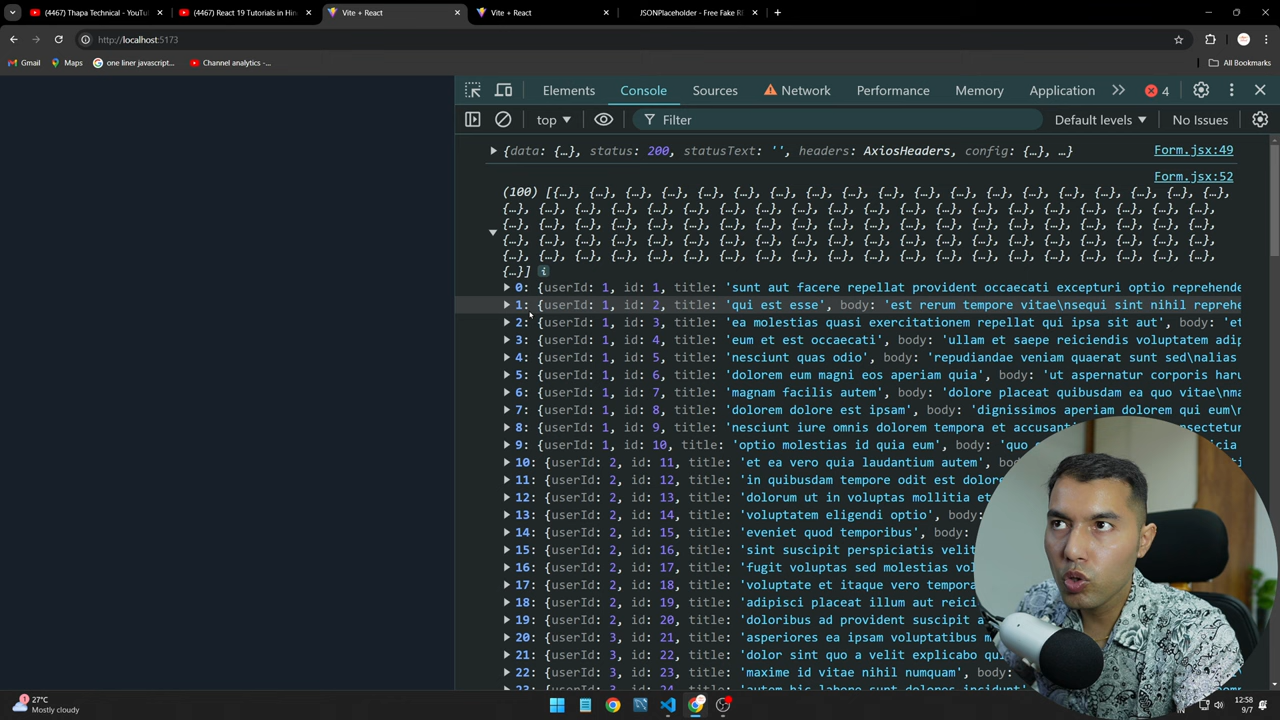 (4467) Thapa Technical - YouTu
(4467) React 19 Tutorials in Hin
Vite + React
Vite + React
JSONPlaceholder - Free Fake RE
http://localhost:5173
Gmail
Maps
one liner javascript...
Channel analytics -...
All Bookmarks
Elements
Console
Sources
Network
Performance
Memory
Application
4
top
Filter
Default levels
No Issues
{data: {…}, status: 200, statusText: '', headers: AxiosHeaders, config: {…}, …}
Form.jsx:49
Form.jsx:52
(100) [{…}, {…}, {…}, {…}, {…}, {…}, {…}, {…}, {…}, {…}, {…}, {…}, {…}, {…}, {…}, {…}, {…}, {…}, {…},
{…}, {…}, {…}, {…}, {…}, {…}, {…}, {…}, {…}, {…}, {…}, {…}, {…}, {…}, {…}, {…}, {…}, {…}, {…}, {…},
{…}, {…}, {…}, {…}, {…}, {…}, {…}, {…}, {…}, {…}, {…}, {…}, {…}, {…}, {…}, {…}, {…}, {…}, {…}, {…},
{…}, {…}, {…}, {…}, {…}, {…}, {…}, {…}, {…}, {…}, {…}, {…}, {…}, {…}, {…}, {…}, {…}, {…}, {…}, {…},
{…}, {…}, {…}, {…}, {…}, {…}, {…}, {…}, {…}, {…}, {…}, {…}, {…}, {…}, {…}, {…}, {…}, {…}, {…}, {…},
{…}] i
0: {userId: 1, id: 1, title: 'sunt aut facere repellat provident occaecati excepturi optio reprehende
1: {userId: 1, id: 2, title: 'qui est esse', body: 'est rerum tempore vitae\nsequi sint nihil reprehe
2: {userId: 1, id: 3, title: 'ea molestias quasi exercitationem repellat qui ipsa sit aut', body: 'et
3: {userId: 1, id: 4, title: 'eum et est occaecati', body: 'ullam et saepe reiciendis voluptatem adip
4: {userId: 1, id: 5, title: 'nesciunt quas odio', body: 'repudiandae veniam quaerat sunt sed\nalias
5: {userId: 1, id: 6, title: 'dolorem eum magni eos aperiam quia', body: 'ut aspernatur corporis haru
6: {userId: 1, id: 7, title: 'magnam facilis autem', body: 'dolore placeat quibusdam ea quo vitae\nma
7: {userId: 1, id: 8, title: 'dolorem dolore est ipsam', body: 'dignissimos aperiam dolorem qui eum\n
8: {userId: 1, id: 9, title: 'nesciunt iure omnis dolorem tempora et accusanti
9: {userId: 1, id: 10, title: 'optio molestias id quia eum', body: 'quo
10: {userId: 2, id: 11, title: 'et ea vero quia laudantium autem',
11: {userId: 2, id: 12, title: 'in quibusdam tempore odit est dolore
12: {userId: 2, id: 13, title: 'dolorum ut in voluptas mollitia et
13: {userId: 2, id: 14, title: 'voluptatem eligendi optio',
14: {userId: 2, id: 15, title: 'eveniet quod temporibus',
15: {userId: 2, id: 16, title: 'sint suscipit perspiciatis velit
16: {userId: 2, id: 17, title: 'fugit voluptas sed molestias vol
17: {userId: 2, id: 18, title: 'voluptate et itaque vero tempora
18: {userId: 2, id: 19, title: 'adipisci placeat illum aut reici
19: {userId: 2, id: 20, title: 'doloribus ad provident suscipit a
20: {userId: 3, id: 21, title: 'asperiores ea ipsam voluptatibus m
21: {userId: 3, id: 22, title: 'dolor sint quo a velit explicabo qu
22: {userId: 3, id: 23, title: 'maxime id vitae nihil numquam',
27°C
Mostly cloudy
12:58
9/7